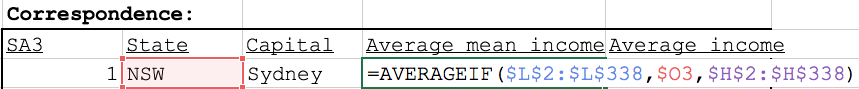 Correspondence:
SA3 State Capital Average mean income Average income
1 NSW Sydney =AVERAGEIF($L$2:$L$338,$O3,$H$2:$H$338)